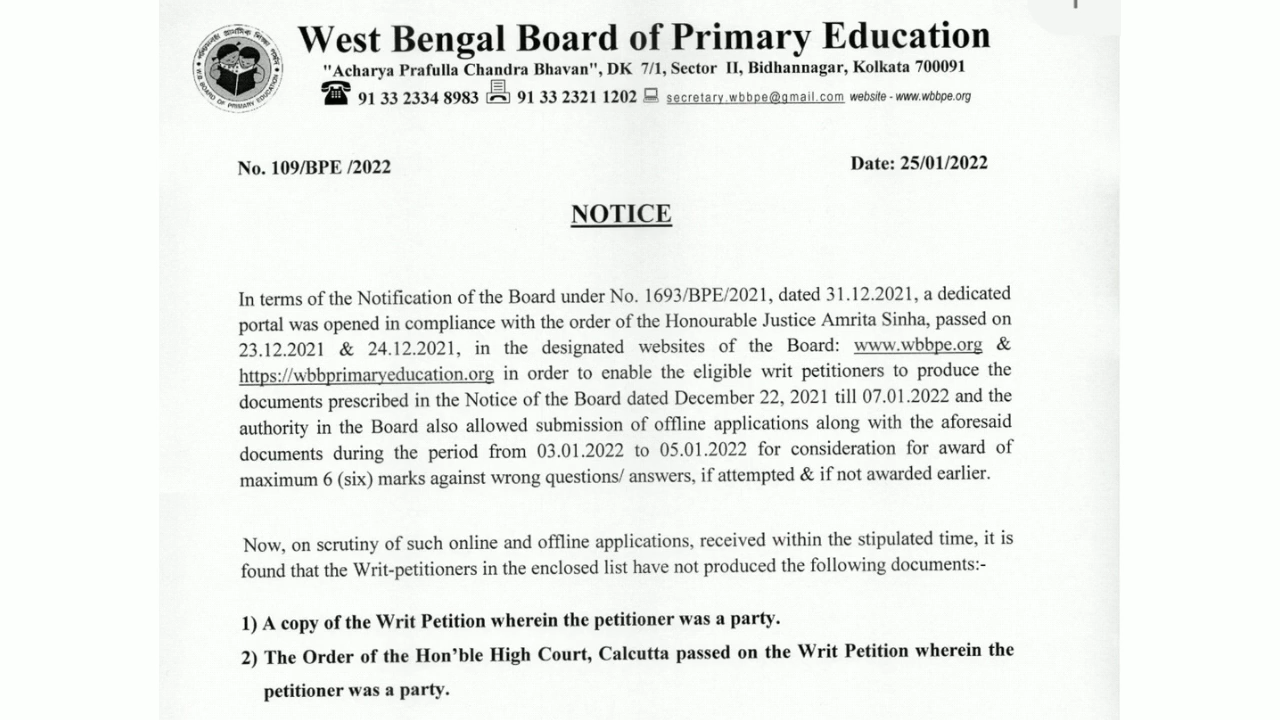 West Bengal Board of Primary Education
"Acharya Prafulla Chandra Bhavan", DK 7/1, Sector II, Bidhannagar, Kolkata 700091
91 33 2334 8983 91 33 2321 1202 secretary.wbbpe@gmail.com website - www.wbbpe.org
W.B. BOARD OF PRIMARY EDUCATION
No. 109/BPE /2022
Date: 25/01/2022
NOTICE
In terms of the Notification of the Board under No. 1693/BPE/2021, dated 31.12.2021, a dedicated
portal was opened in compliance with the order of the Honourable Justice Amrita Sinha, passed on
23.12.2021 & 24.12.2021, in the designated websites of the Board: www.wbbpe.org &
https://wbbprimaryeducation.org in order to enable the eligible writ petitioners to produce the
documents prescribed in the Notice of the Board dated December 22, 2021 till 07.01.2022 and the
authority in the Board also allowed submission of offline applications along with the aforesaid
documents during the period from 03.01.2022 to 05.01.2022 for consideration for award of
maximum 6 (six) marks against wrong questions/ answers, if attempted & if not awarded earlier.
Now, on scrutiny of such online and offline applications, received within the stipulated time, it is
found that the Writ-petitioners in the enclosed list have not produced the following documents:-
1) A copy of the Writ Petition wherein the petitioner was a party.
2) The Order of the Hon'ble High Court, Calcutta passed on the Writ Petition wherein the
petitioner was a party.